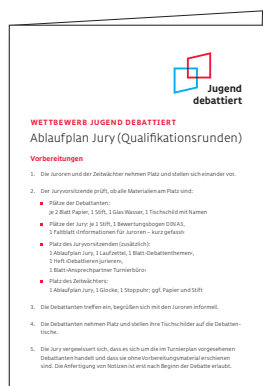 Jugend
debattiert
WETTBEWERB JUGEND DEBATTIERT
Ablaufplan Jury (Qualifikationsrunden)
Vorbereitungen
1. Die Juroren und der Zeitwächter nehmen Platz und stellen sich einander vor.
2. Der Juryvorsitzende prüft, ob alle Materialien am Platz sind:
Plätze der Debattanten:
je 2 Blatt Papier, 1 Stift, 1 Glas Wasser, 1 Tischschild mit Namen
Plätze der Jury: je 1 Stift, 1 Bewertungsbogen DIN A3,
1 Faltblatt ‹Informationen für Juroren – kurz gefasst›
Platz des Juryvorsitzenden (zusätzlich):
1 Ablaufplan Jury, 1 Laufzettel, 1 Blatt ‹Debattenthemen›,
1 Heft ‹Debattieren jurieren›,
1 Blatt ‹Ansprechpartner Turnierbüro›
Platz des Zeitwächters:
1 Ablaufplan Jury, 1 Glocke, 1 Stoppuhr; ggf. Papier und Stift
3. Die Debattanten treffen ein, begrüßen sich mit den Juroren informell.
4. Die Debattanten nehmen Platz und stellen ihre Tischschilder auf die Debatten-
tische.
5. Die Jury vergewissert sich, dass es sich um die im Turnierplan vorgesehenen
Debattanten handelt und dass sie ohne Vorbereitungsmaterial erschienen
sind. Die Anfertigung von Notizen ist erst nach Beginn der Debatte erlaubt.